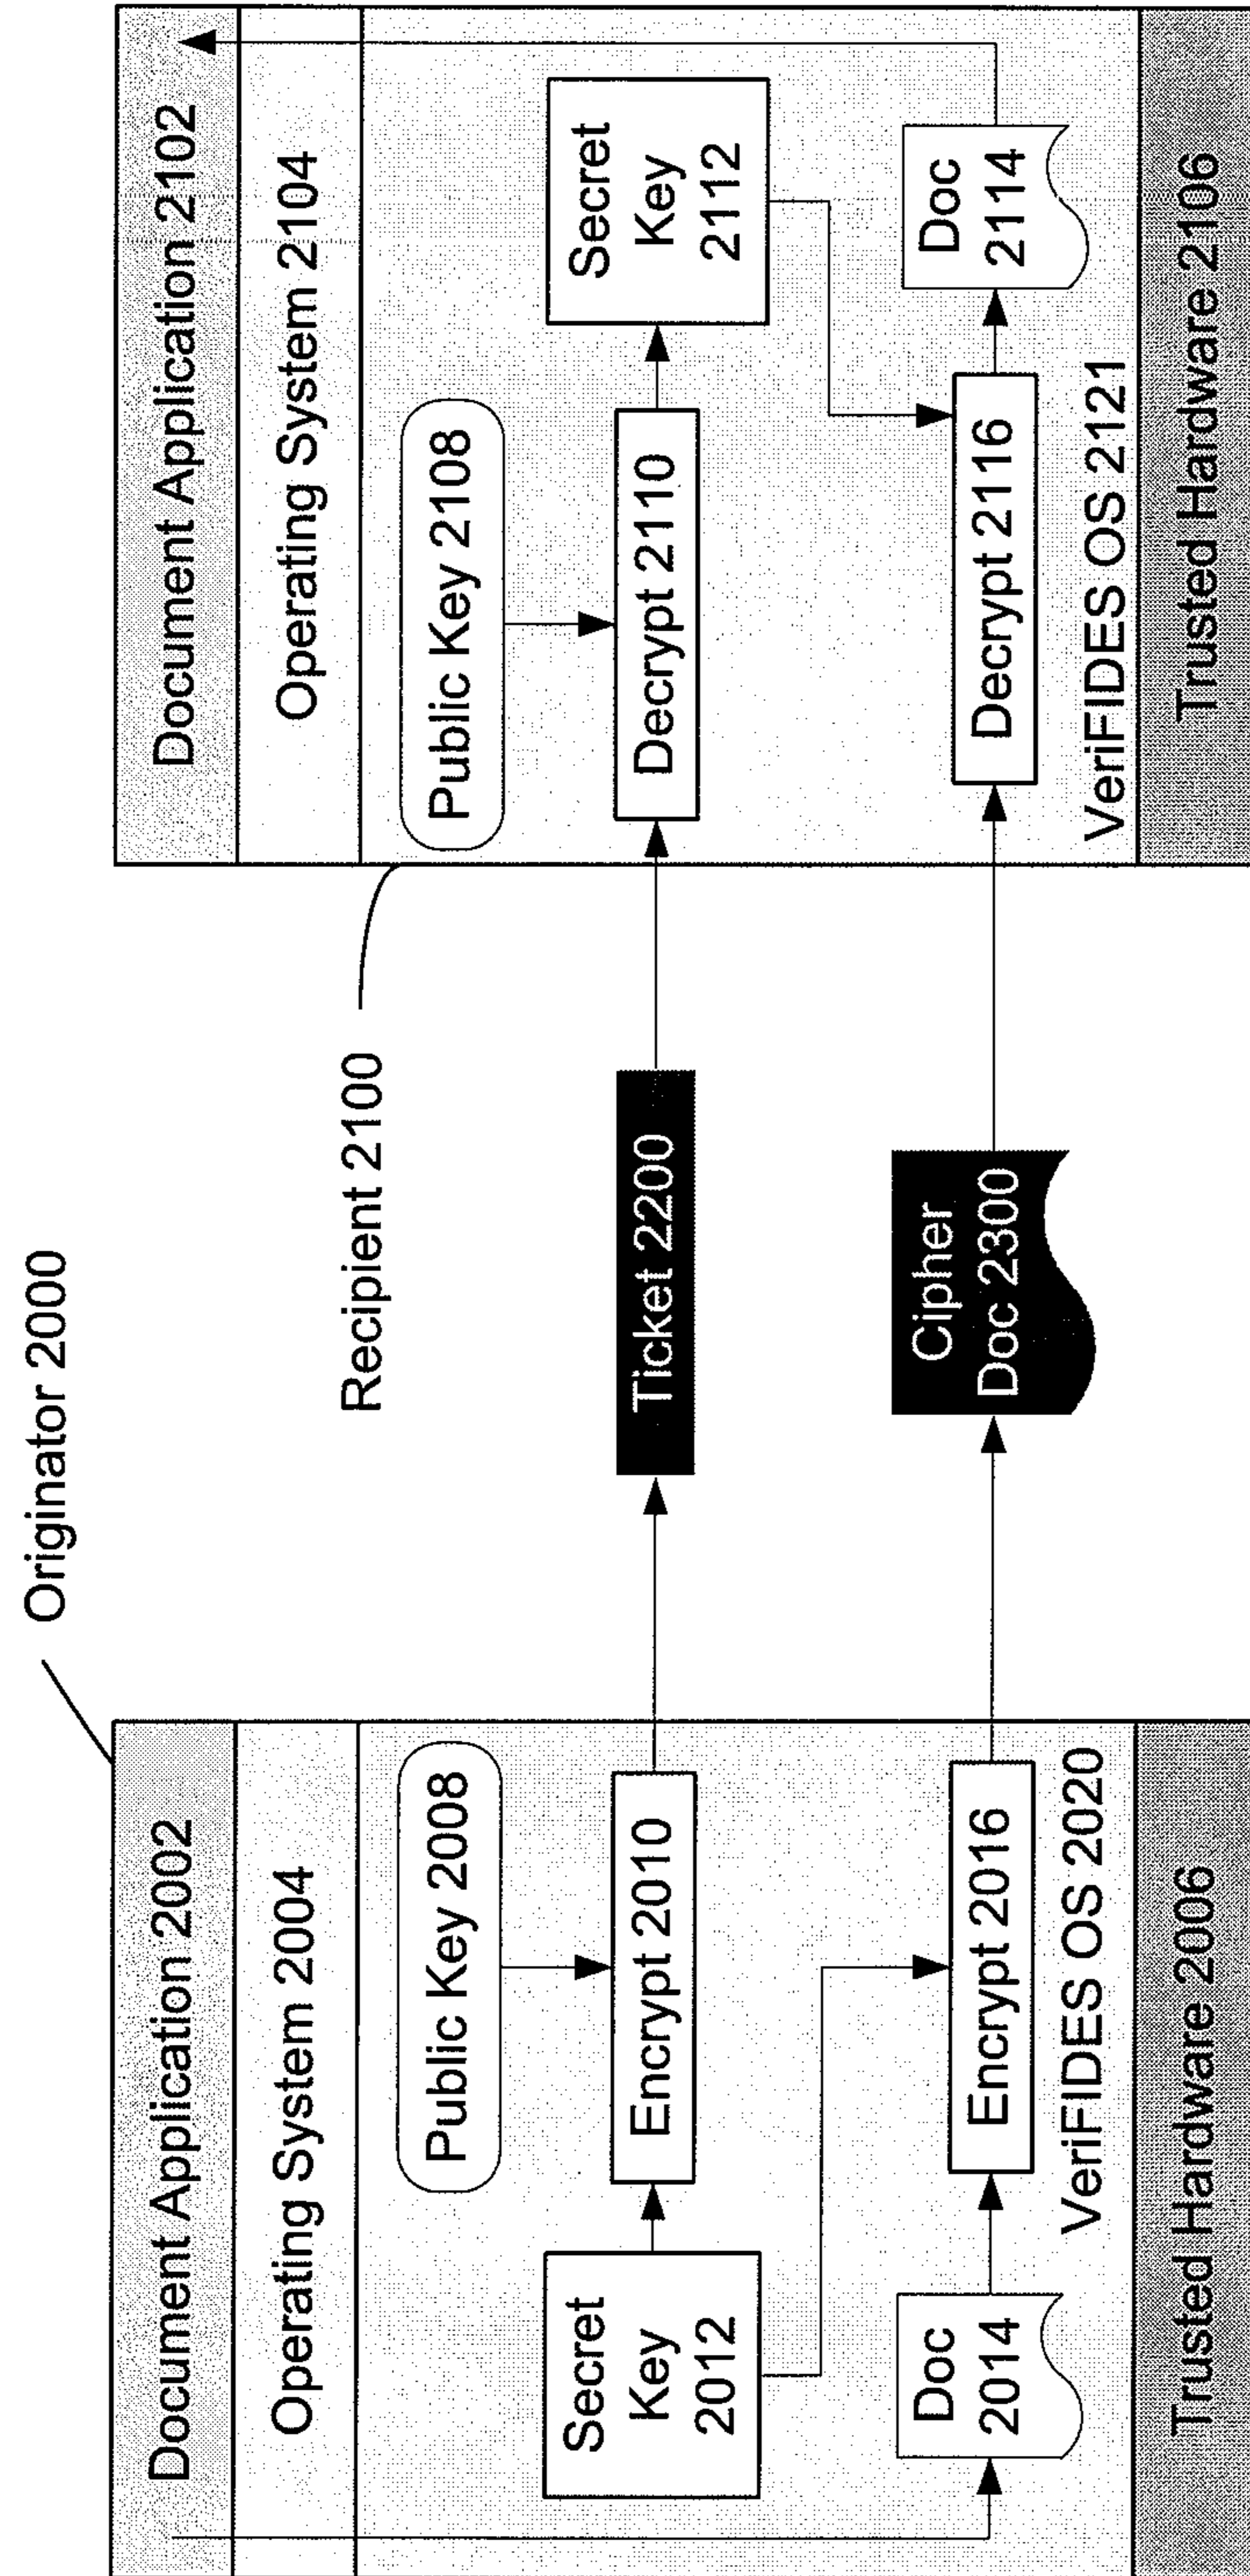 Originator 2000
Document Application 2002
Operating System 2004
Public Key 2008
Secret
Key
2012
Encrypt 2010
Doc
2014
Encrypt 2016
VeriFIDES OS 2020
Trusted Hardware 2006
Ticket 2200
Cipher
Doc 2300
Recipient 2100
Document Application 2102
Operating System 2104
Public Key 2108
Decrypt 2110
Secret
Key
2112
Decrypt 2116
Doc
2114
VeriFIDES OS 2121
Trusted Hardware 2106